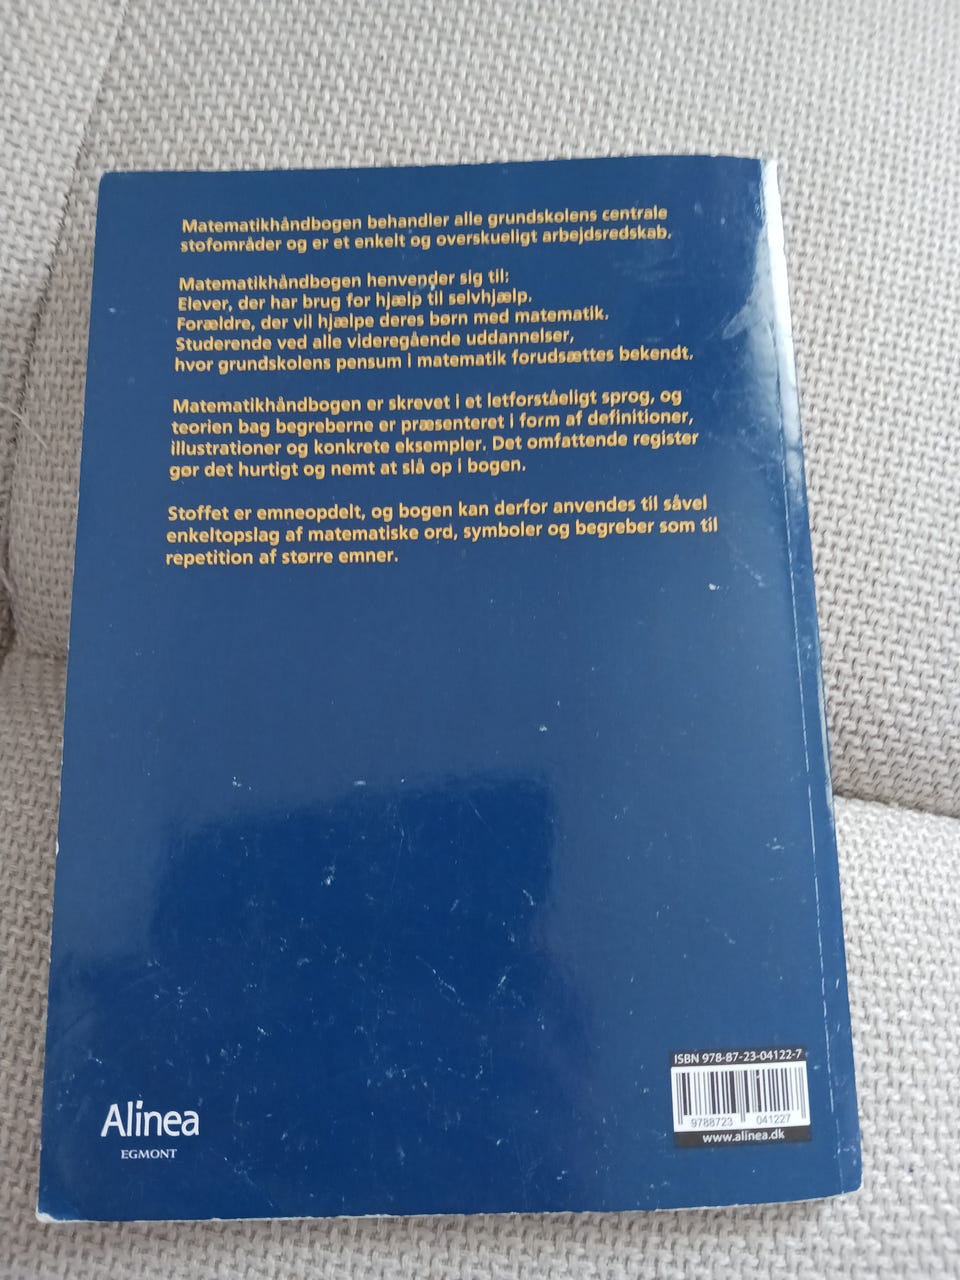 Matematikhåndbogen behandler alle grundskolens centrale
stofområder og er et enkelt og overskueligt arbejdsredskab.
Matematikhåndbogen henvender sig til:
Elever, der har brug for hjælp til selvhjælp.
Forældre, der vil hjælpe deres børn med matematik.
Studerende ved alle videregående uddannelser,
hvor grundskolens pensum i matematik forudsættes bekendt.
Matematikhåndbogen er skrevet i et letforståeligt sprog, og
teorien bag begreberne er præsenteret i form af definitioner,
illustrationer og konkrete eksempler. Det omfattende register
gør det hurtigt og nemt at slå op i bogen.
Stoffet er emneopdelt, og bogen kan derfor anvendes til såvel
enkeltopslag af matematiske ord, symboler og begreber som til
repetition af større emner.
Alinea
EGMONT
ISBN 978-87-23-04122-7
9788723 041227
www.alinea.dk